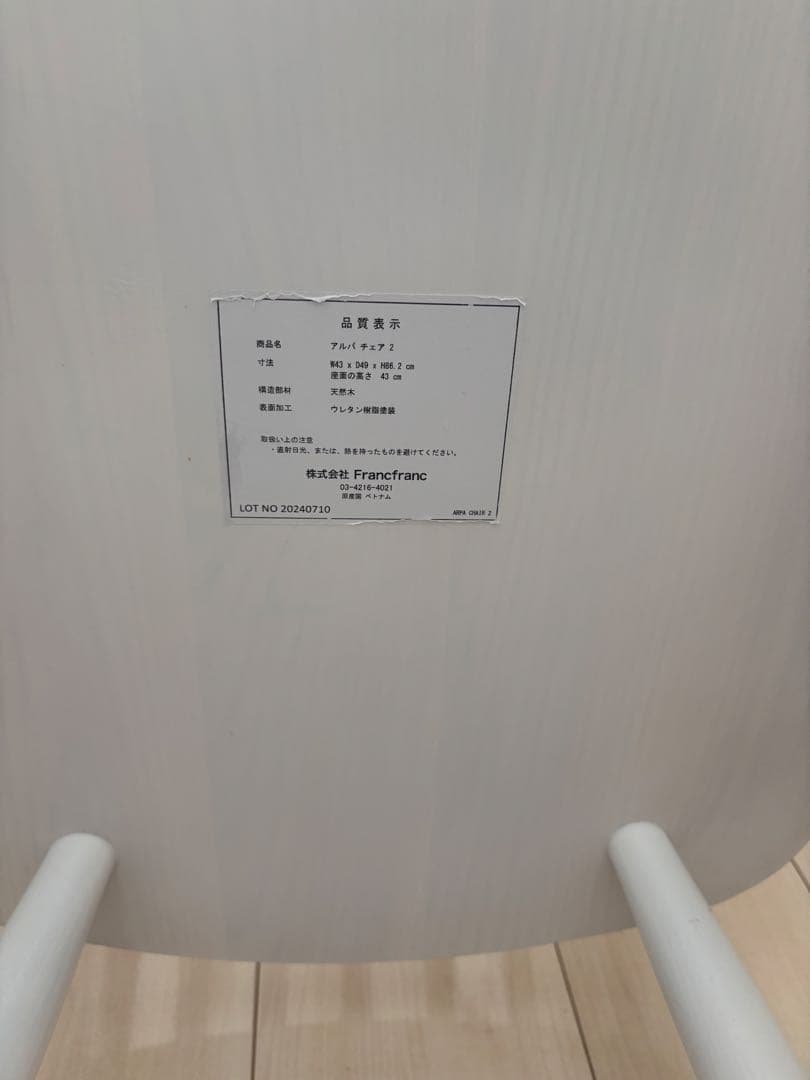 品質表示
商品名 アルパ チェア 2
寸法 W43 x D49 x H86.2 cm
座面の高さ 43 cm
構造部材 天然木
表面加工 ウレタン樹脂塗装
取扱い上の注意
・直射日光、または、熱を持ったものを避けてください。
株式会社 Francfranc
03-4216-4021
原産国 ベトナム
LOT NO 20240710 ARPA CHAIR 2